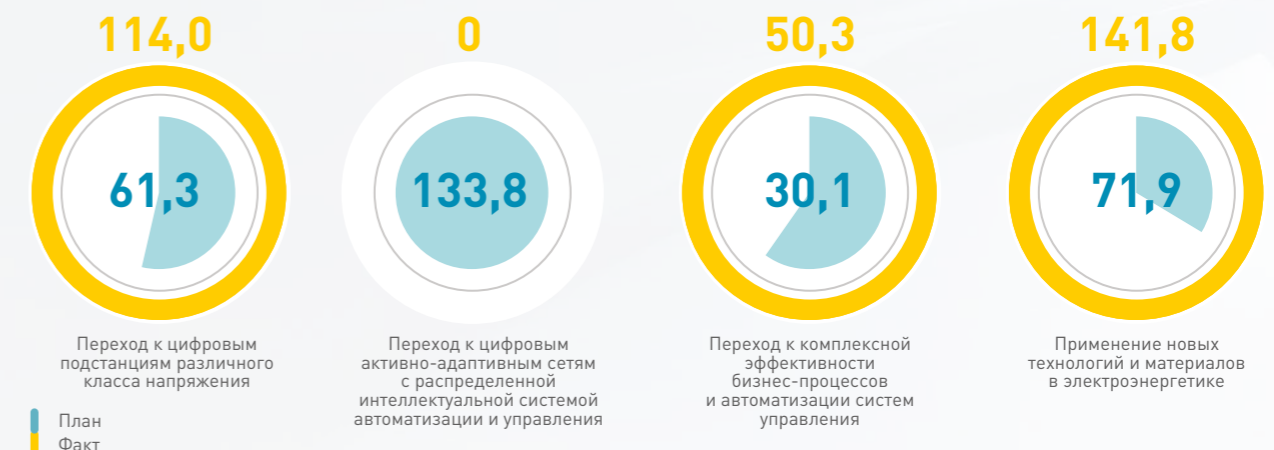 114,0
61,3
Переход к цифровым
подстанциям различного
класса напряжения
0
133,8
Переход к цифровым
активно-адаптивным сетям
с распределенной
интеллектуальной системой
автоматизации и управления
50,3
30,1
Переход к комплексной
эффективности
бизнес-процессов
и автоматизации систем
управления
141,8
71,9
Применение новых
технологий и материалов
в электроэнергетике
План
Факт